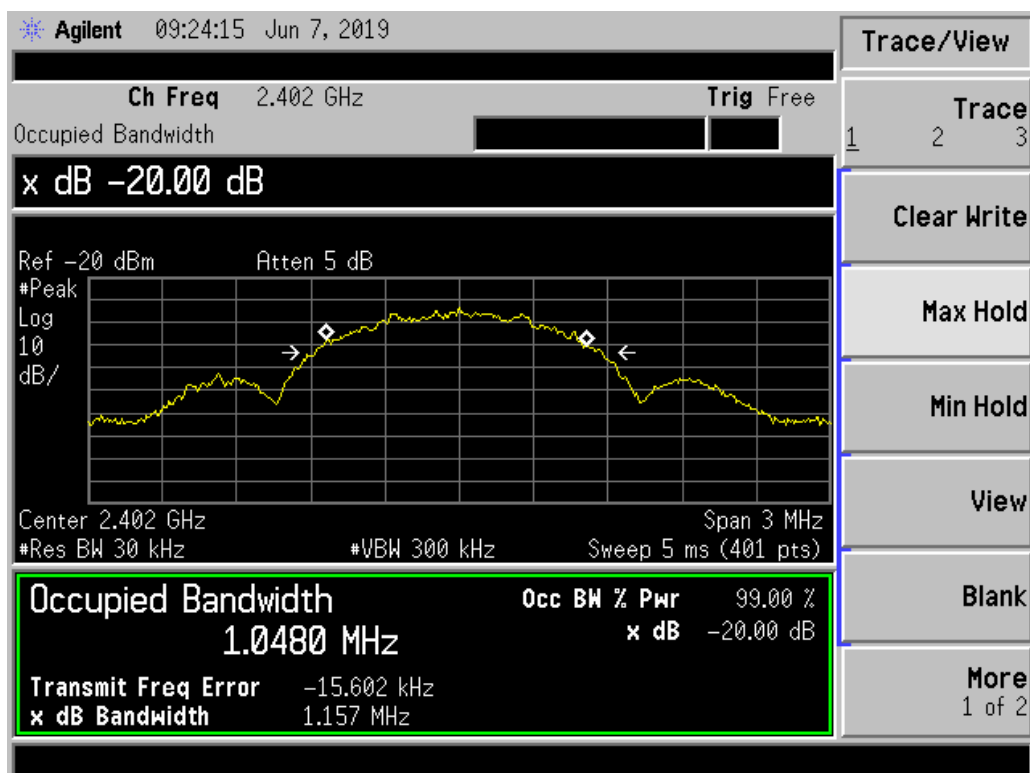 Agilent 09:24:15 Jun 7, 2019
Trace/View
Ch Freq 2.402 GHz Trig Free
Occupied Bandwidth
x dB -20.00 dB
Ref -20 dBm Atten 5 dB
#Peak
Log
10
dB/
Center 2.402 GHz Span 3 MHz
#Res BW 30 kHz #VBW 300 kHz Sweep 5 ms (401 pts)
Occupied Bandwidth
1.0480 MHz
Occ BW % Pwr 99.00 %
x dB -20.00 dB
Transmit Freq Error -15.602 kHz
x dB Bandwidth 1.157 MHz
Trace
1 2 3
Clear Write
Max Hold
Min Hold
View
Blank
More
1 of 2